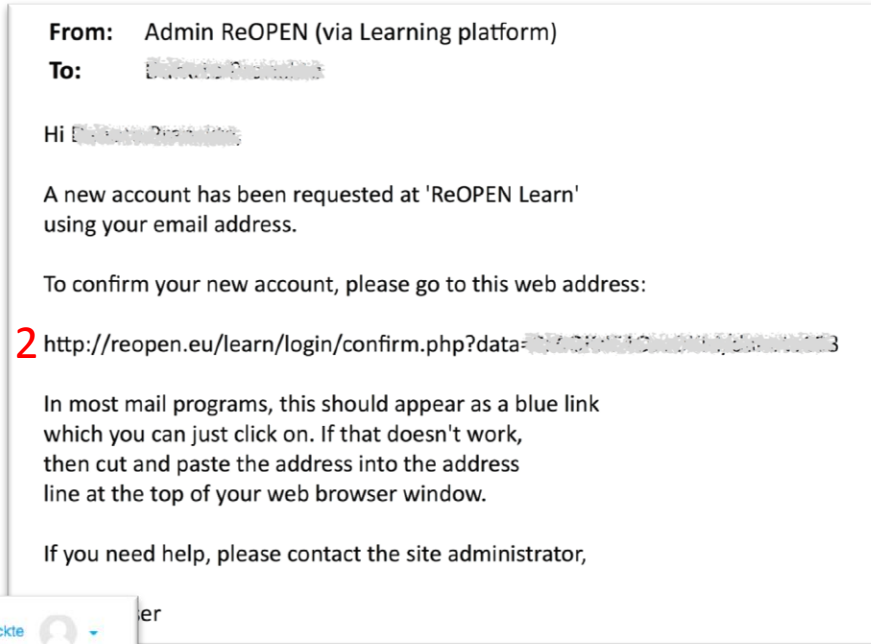 From: Admin ReOPEN (via Learning platform)
To:
Hi
A new account has been requested at 'ReOPEN Learn'
using your email address.
To confirm your new account, please go to this web address:
2 http://reopen.eu/learn/login/confirm.php?data=
In most mail programs, this should appear as a blue link
which you can just click on. If that doesn't work,
then cut and paste the address into the address
line at the top of your web browser window.
If you need help, please contact the site administrator,